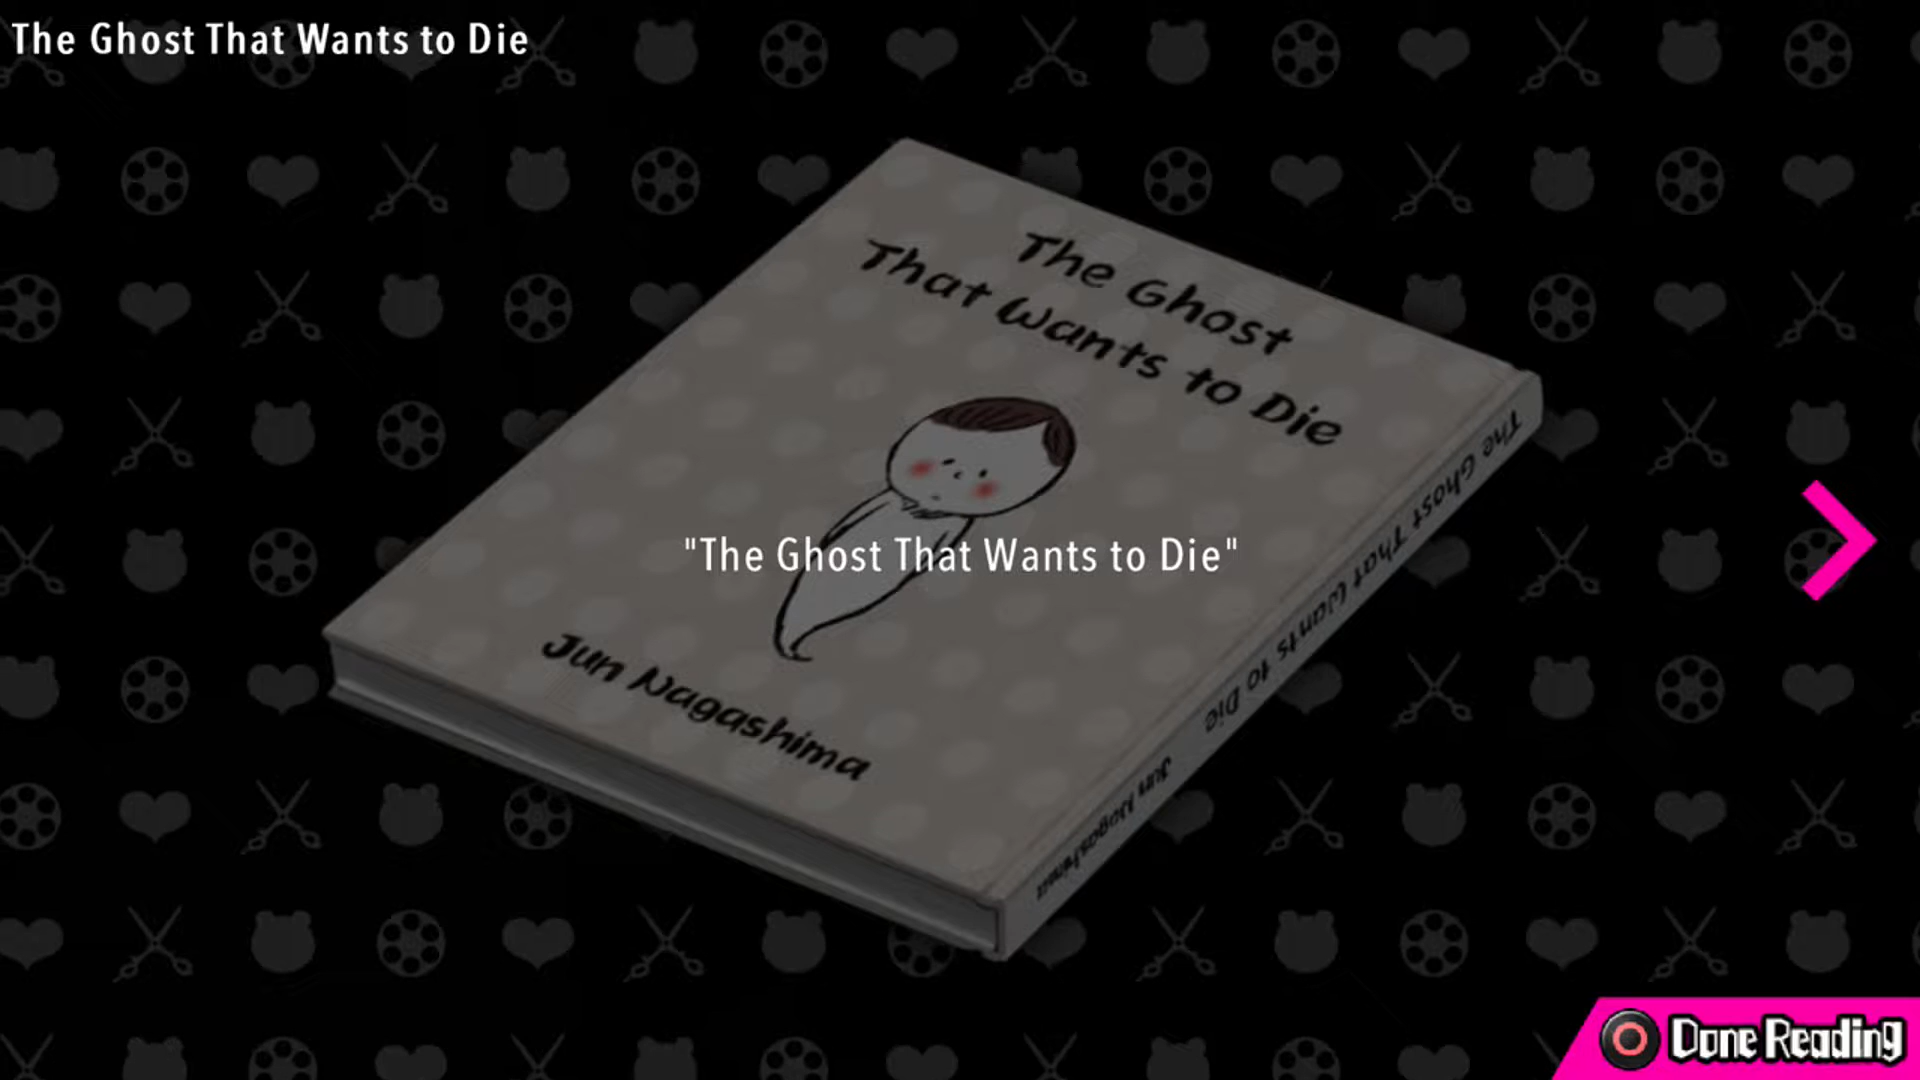 The Ghost That Wants to Die
The Ghost
That Wants to Die
"The Ghost That Wants to Die"
Jun Nagashima
The Ghost That Wants to Die Jun Nagashima
Done Reading